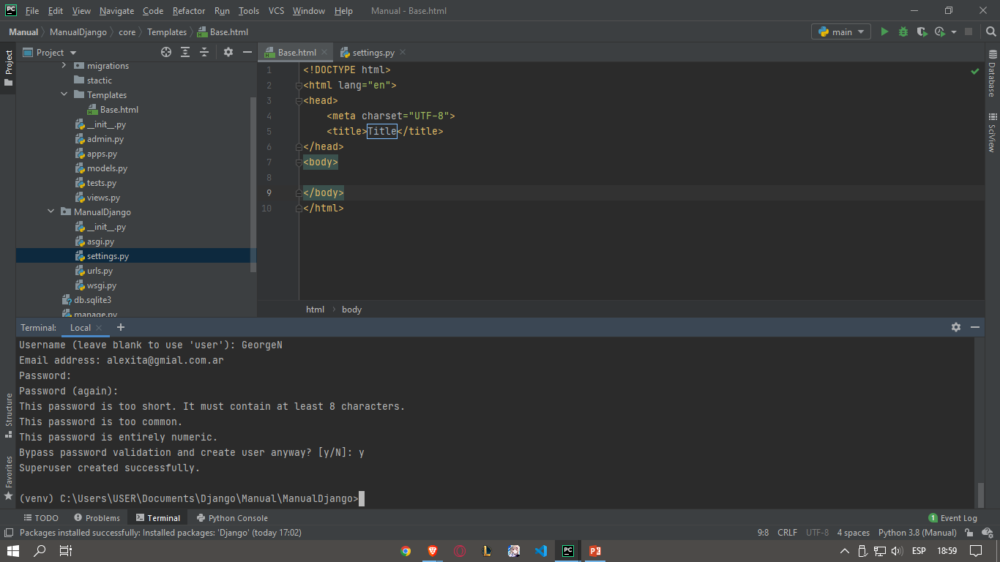 PC File Edit View Navigate Code Refactor Run Tools VCS Window Help Manual - Base.html
Manual ManualDjango core Templates Base.html main
Project
Base.html
settings.py
Project
migrations
stactic
Templates
Base.html
__init__.py
admin.py
apps.py
models.py
tests.py
views.py
ManualDjango
__init__.py
asgi.py
settings.py
urls.py
wsgi.py
db.sqlite3
manage.py
1 <!DOCTYPE html>
2 <html lang="en">
3 <head>
4 <meta charset="UTF-8">
5 <title>Title</title>
6 </head>
7 <body>
8
9 </body>
10 </html>
html body
Database
SciView
Structure
Favorites
Terminal: Local
Username (leave blank to use 'user'): GeorgeN
Email address: alexita@gmial.com.ar
Password:
Password (again):
This password is too short. It must contain at least 8 characters.
This password is too common.
This password is entirely numeric.
Bypass password validation and create user anyway? [y/N]: y
Superuser created successfully.
(venv) C:\Users\USER\Documents\Django\Manual\ManualDjango>
TODO Problems Terminal Python Console 1 Event Log
Packages installed successfully: Installed packages: 'Django' (today 17:02) 9:8 CRLF UTF-8 4 spaces Python 3.8 (Manual)
ESP 18:59